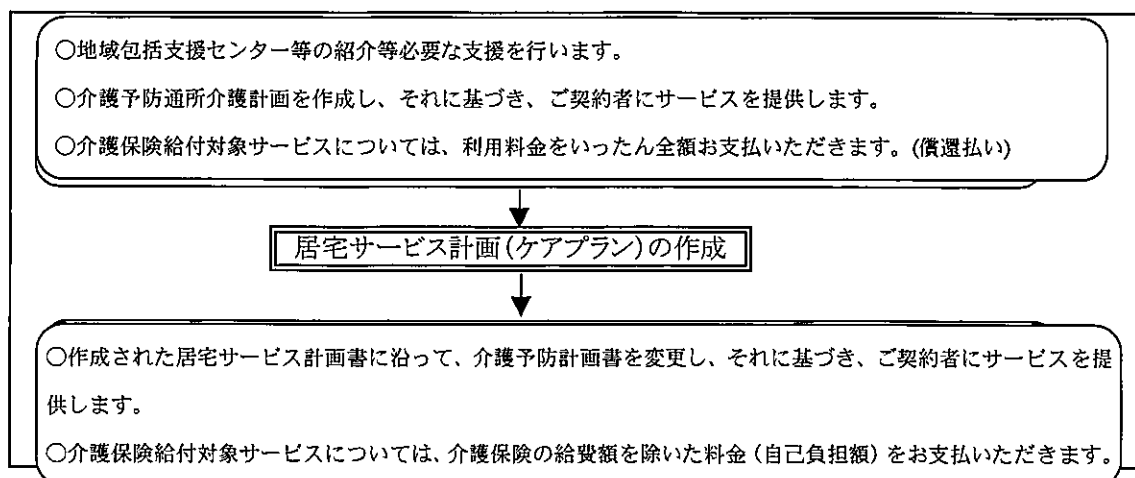 ○地域包括支援センター等の紹介等必要な支援を行います。
○介護予防通所介護計画を作成し、それに基づき、ご契約者にサービスを提供します。
○介護保険給付対象サービスについては、利用料金をいったん全額お支払いただきます。(償還払い)
居宅サービス計画(ケアプラン)の作成
○作成された居宅サービス計画書に沿って、介護予防計画書を変更し、それに基づき、ご契約者にサービスを提
供します。
○介護保険給付対象サービスについては、介護保険の給費額を除いた料金(自己負担額)をお支払いただきます。